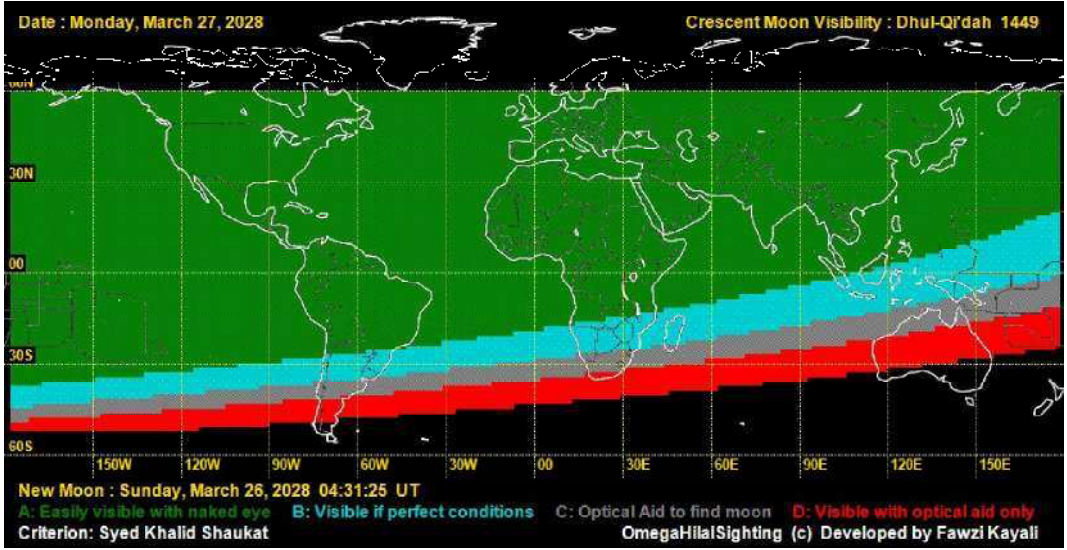 Date : Monday, March 27, 2028 Crescent Moon Visibility : Dhul-Qi'dah 1449
60N
30N
00
30S
60S
150W 120W 90W 60W 30W 00 30E 60E 90E 120E 150E
New Moon : Sunday, March 26, 2028 04:31:25 UT
A: Easily visible with naked eye B: Visible if perfect conditions C: Optical Aid to find moon D: Visible with optical aid only
Criterion: Syed Khalid Shaukat OmegaHilalSighting (c) Developed by Fawzi Kayali